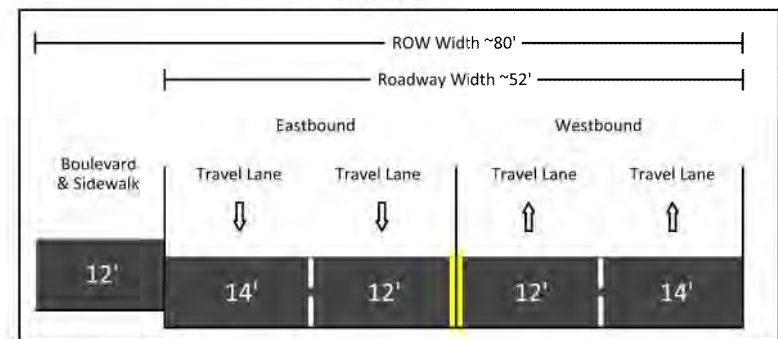 ROW Width ~80'
Roadway Width ~52'
Eastbound Westbound
Boulevard
& Sidewalk
Travel Lane Travel Lane Travel Lane Travel Lane
12' 14' 12' 12' 14'